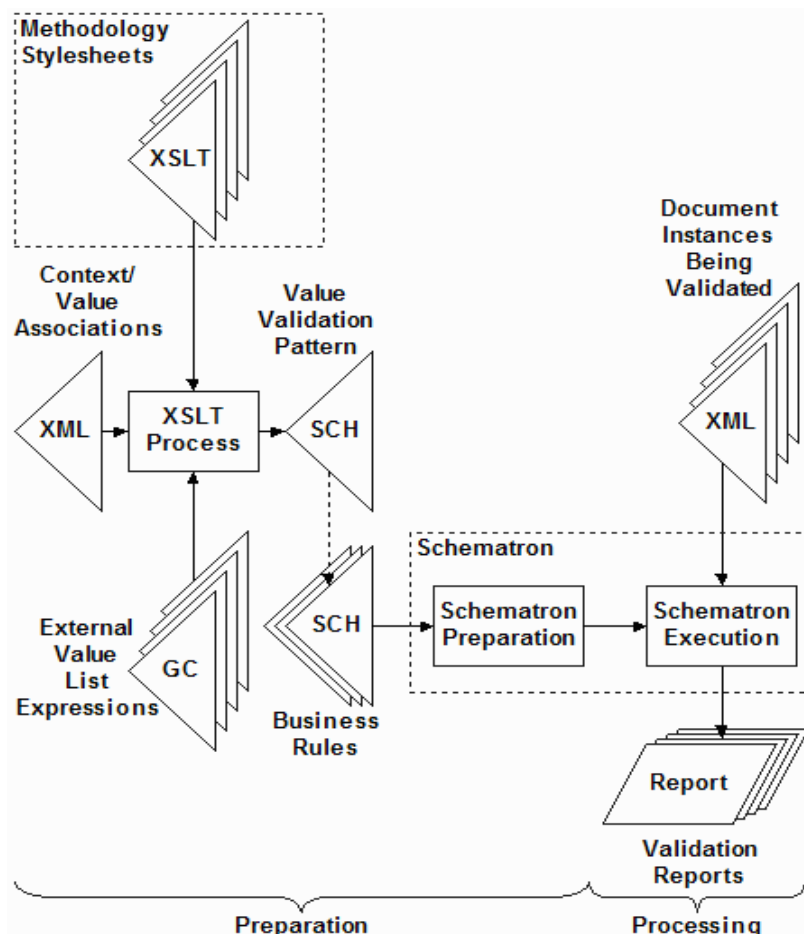 Methodology
Stylesheets
XSLT
Context/
Value
Associations
Value
Validation
Pattern
Document
Instances
Being
Validated
XML
XSLT
Process
SCH
XML
External
Value
List
Expressions
GC
SCH
Business
Rules
Schematron
Schematron
Preparation
Schematron
Execution
Report
Validation
Reports
Preparation
Processing